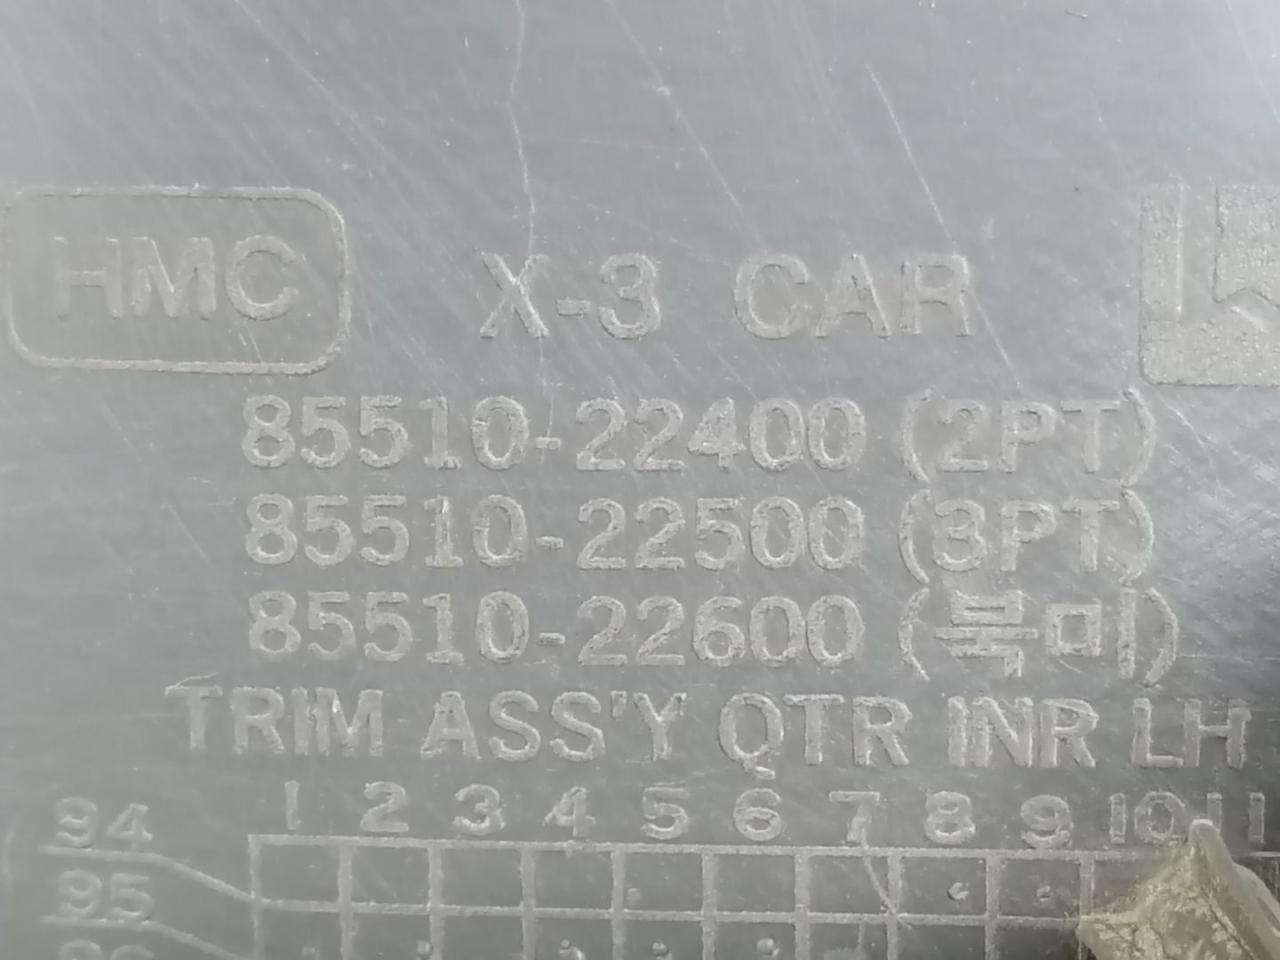 HMC X-3 CAR
85510-22400 (2PT)
85510-22500 (3PT)
85510-22600 (북미)
TRIM ASS'Y QTR INR LH
1 2 3 4 5 6 7 8 9 10 11
94
95